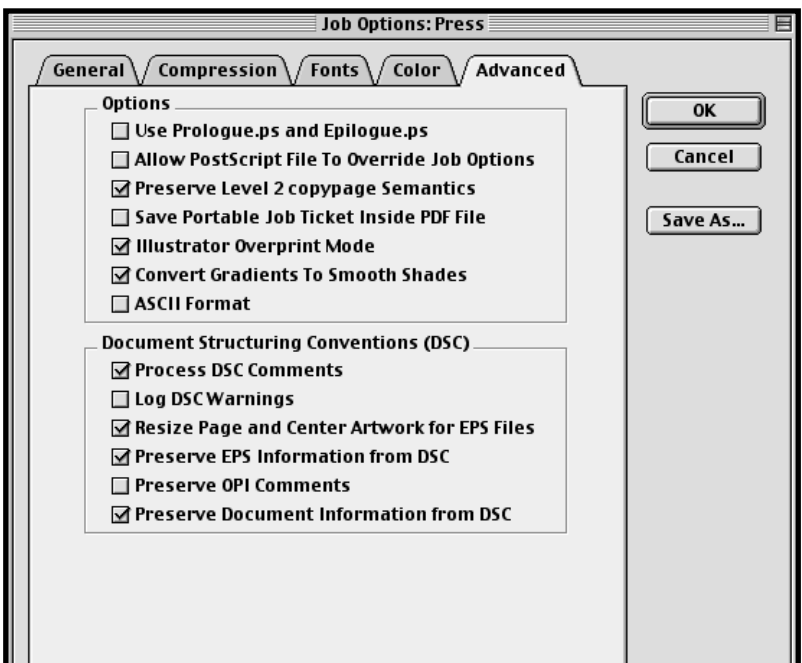 Job Options: Press
General Compression Fonts Color Advanced
Options
Use Prologue.ps and Epilogue.ps
Allow PostScript File To Override Job Options
Preserve Level 2 copypage Semantics
Save Portable Job Ticket Inside PDF File
Illustrator Overprint Mode
Convert Gradients To Smooth Shades
ASCII Format
Document Structuring Conventions (DSC)
Process DSC Comments
Log DSC Warnings
Resize Page and Center Artwork for EPS Files
Preserve EPS Information from DSC
Preserve OPI Comments
Preserve Document Information from DSC
OK
Cancel
Save As...